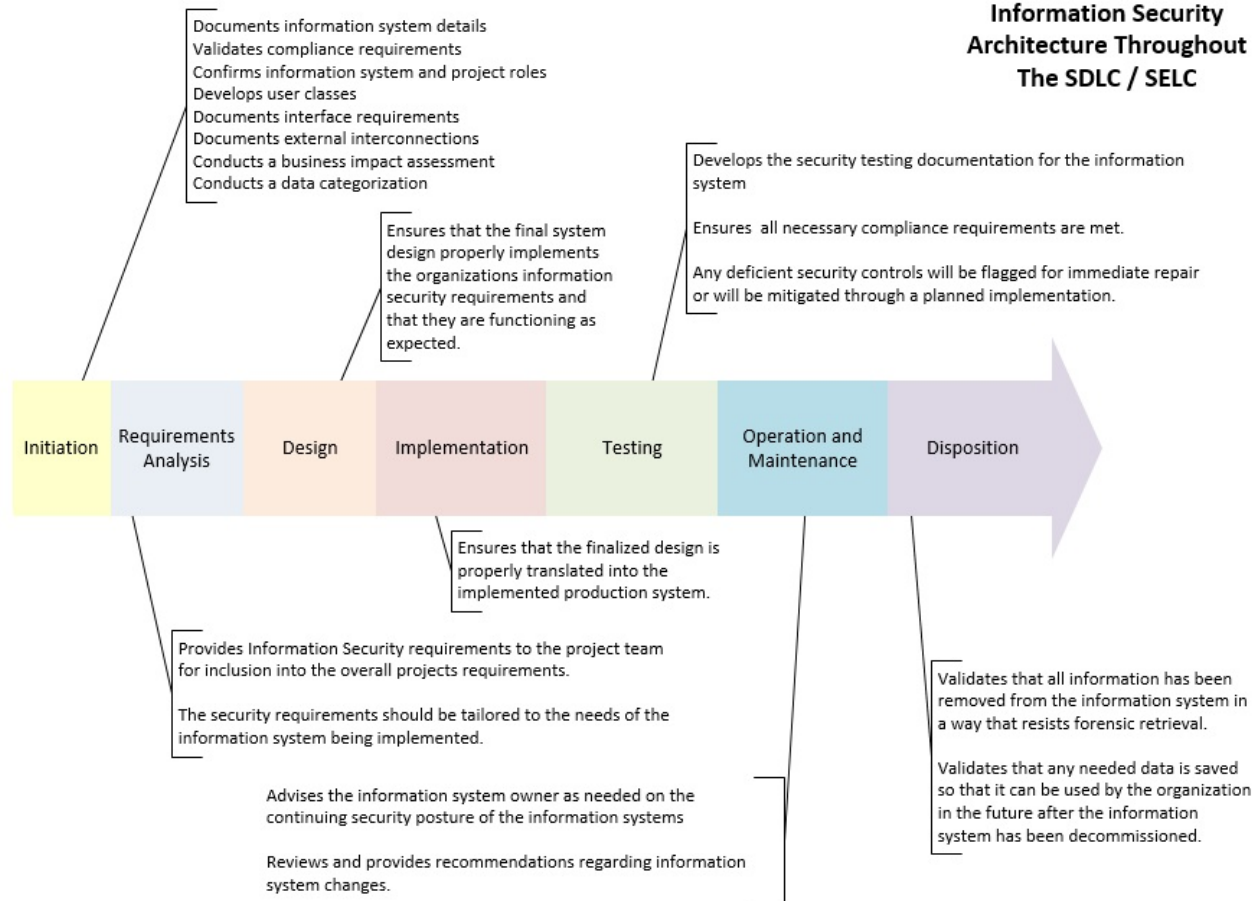 Information Security
Architecture Throughout
The SDLC / SELC
Documents information system details
Validates compliance requirements
Confirms information system and project roles
Develops user classes
Documents interface requirements
Documents external interconnections
Conducts a business impact assessment
Conducts a data categorization
Ensures that the final system
design properly implements
the organizations information
security requirements and
that they are functioning as
expected.
Develops the security testing documentation for the information
system
Ensures all necessary compliance requirements are met.
Any deficient security controls will be flagged for immediate repair
or will be mitigated through a planned implementation.
Initiation
Requirements
Analysis
Design
Implementation
Testing
Operation and
Maintenance
Disposition
Ensures that the finalized design is
properly translated into the
implemented production system.
Provides Information Security requirements to the project team
for inclusion into the overall projects requirements.
The security requirements should be tailored to the needs of the
information system being implemented.
Advises the information system owner as needed on the
continuing security posture of the information systems
Reviews and provides recommendations regarding information
system changes.
Validates that all information has been
removed from the information system in
a way that resists forensic retrieval.
Validates that any needed data is saved
so that it can be used by the organization
in the future after the information
system has been decommissioned.